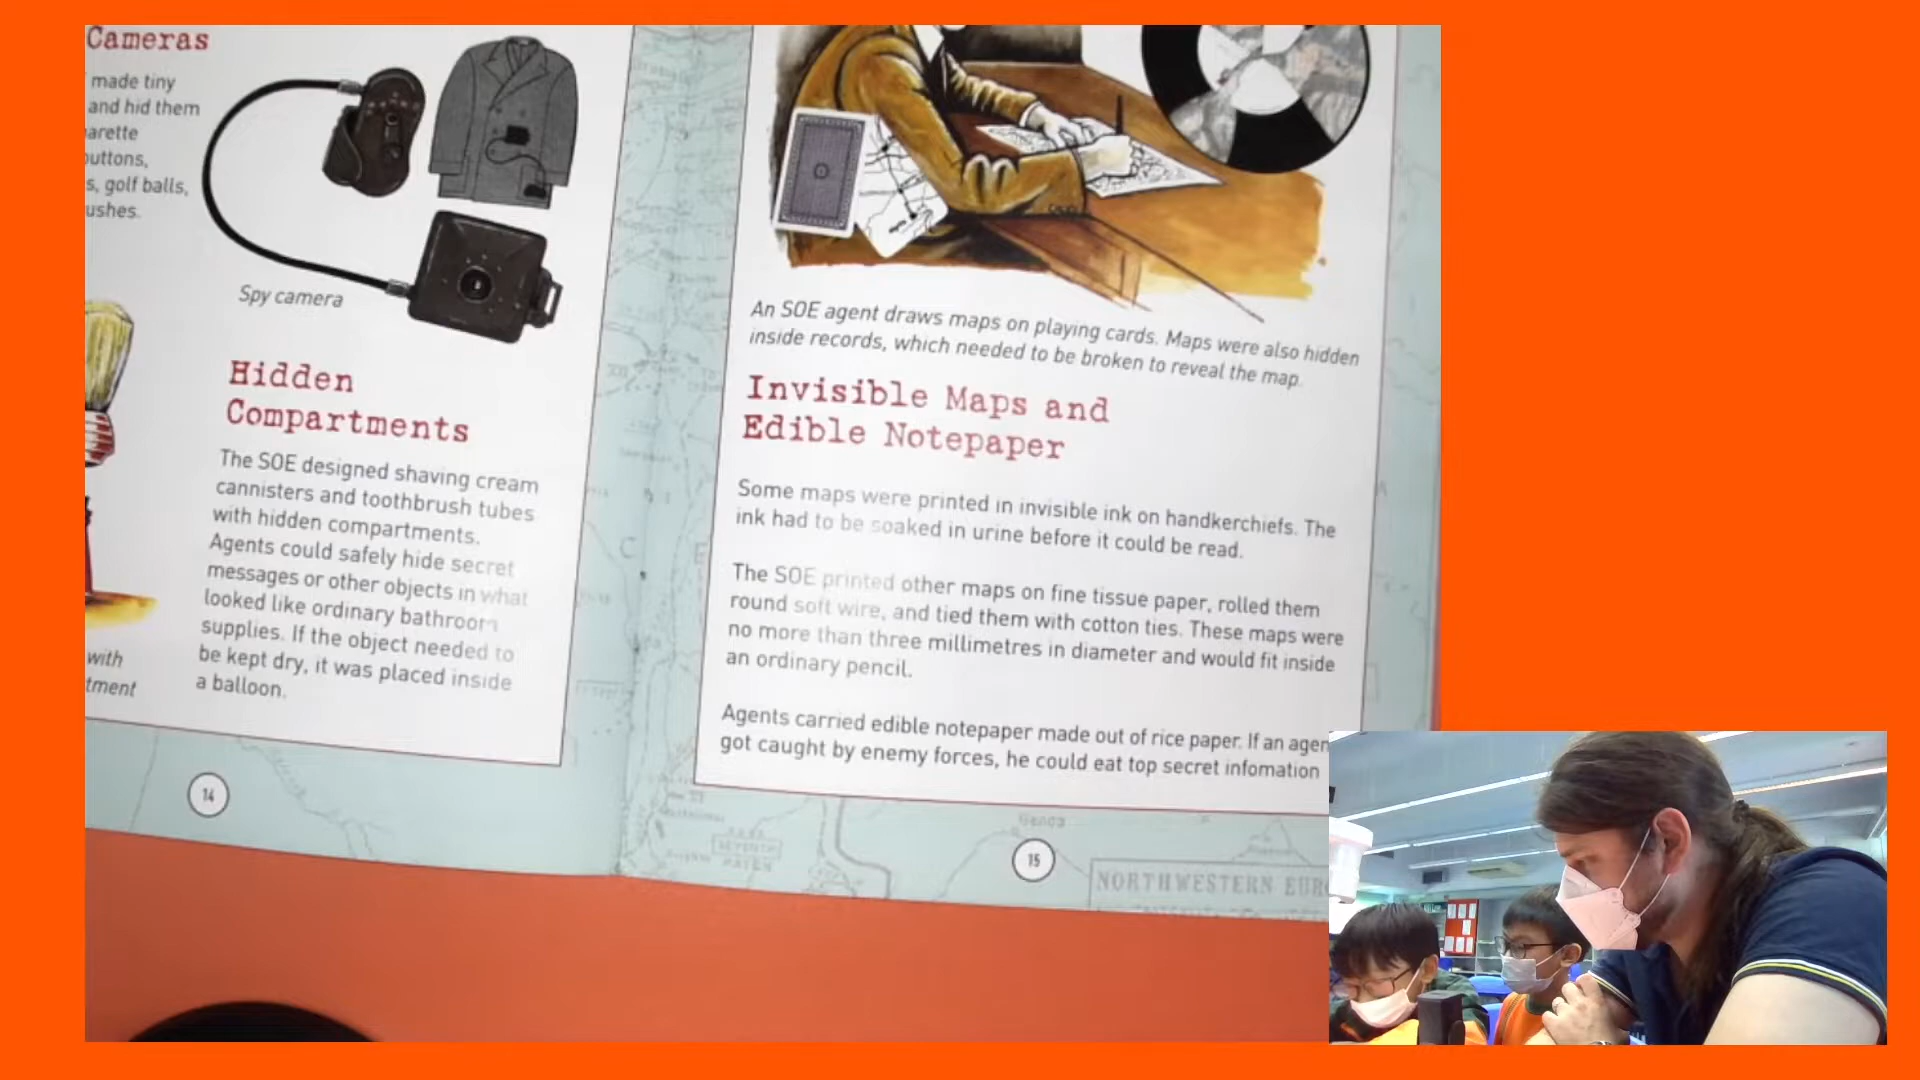 Cameras
made tiny
and hid them
arette
buttons,
s, golf balls,
ushes.
Spy camera
Hidden
Compartments
The SOE designed shaving cream
cannisters and toothbrush tubes
with hidden compartments.
Agents could safely hide secret
messages or other objects in what
looked like ordinary bathroom
supplies. If the object needed to
be kept dry, it was placed inside
a balloon.
with
tment
14
An SOE agent draws maps on playing cards. Maps were also hidden
inside records, which needed to be broken to reveal the map.
Invisible Maps and
Edible Notepaper
Some maps were printed in invisible ink on handkerchiefs. The
ink had to be soaked in urine before it could be read.
The SOE printed other maps on fine tissue paper, rolled them
round soft wire, and tied them with cotton ties. These maps were
no more than three millimetres in diameter and would fit inside
an ordinary pencil.
Agents carried edible notepaper made out of rice paper. If an agen
got caught by enemy forces, he could eat top secret infomation
15
Genoa
SEVENTH
PATCH
NORTHWESTERN EUR